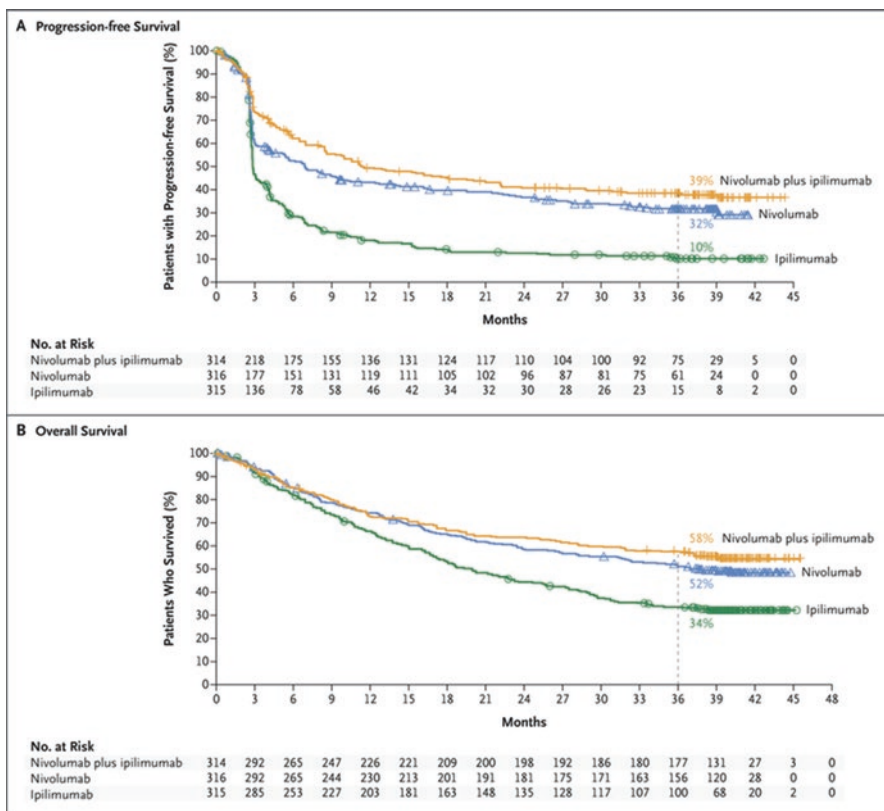 A Progression-free Survival
Patients with Progression-free Survival (%)
100
90
80
70
60
50
40
30
20
10
0
39% Nivolumab plus ipilimumab
Nivolumab
32%
10%
Ipilimumab
0 3 6 9 12 15 18 21 24 27 30 33 36 39 42 45
Months
No. at Risk
Nivolumab plus ipilimumab 314 218 175 155 136 131 124 117 110 104 100 92 75 29 5 0
Nivolumab 316 177 151 131 119 111 105 102 96 87 81 75 61 24 0 0
Ipilimumab 315 136 78 58 46 42 34 32 30 28 26 23 15 8 2 0
B Overall Survival
Patients Who Survived (%)
100
90
80
70
60
50
40
30
20
10
0
58% Nivolumab plus ipilimumab
Nivolumab
52%
Ipilimumab
34%
0 3 6 9 12 15 18 21 24 27 30 33 36 39 42 45 48
Months
No. at Risk
Nivolumab plus ipilimumab 314 292 265 247 226 221 209 200 198 192 186 180 177 131 27 3 0
Nivolumab 316 292 265 244 230 213 201 191 181 175 171 163 156 120 28 0 0
Ipilimumab 315 285 253 227 203 181 163 148 135 128 117 107 100 68 20 2 0